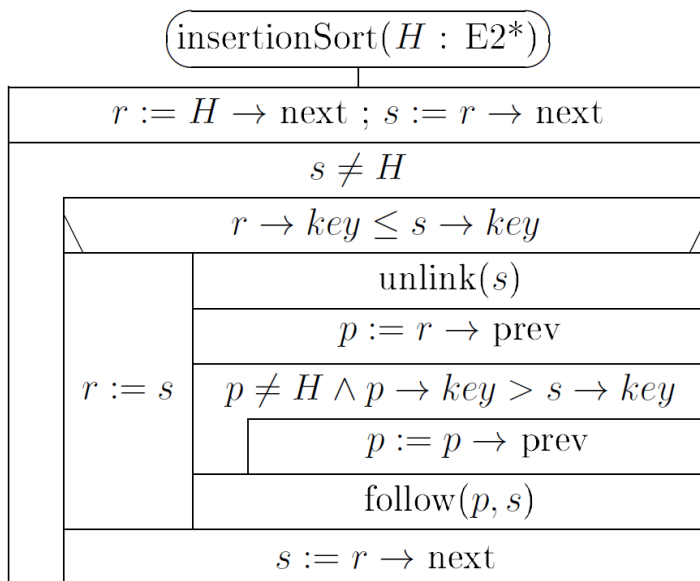 insertionSort(H : E2*)
r := H → next ; s := r → next
s ≠ H
r → key ≤ s → key
unlink(s)
p := r → prev
r := s
p ≠ H ∧ p → key > s → key
p := p → prev
follow(p, s)
s := r → next